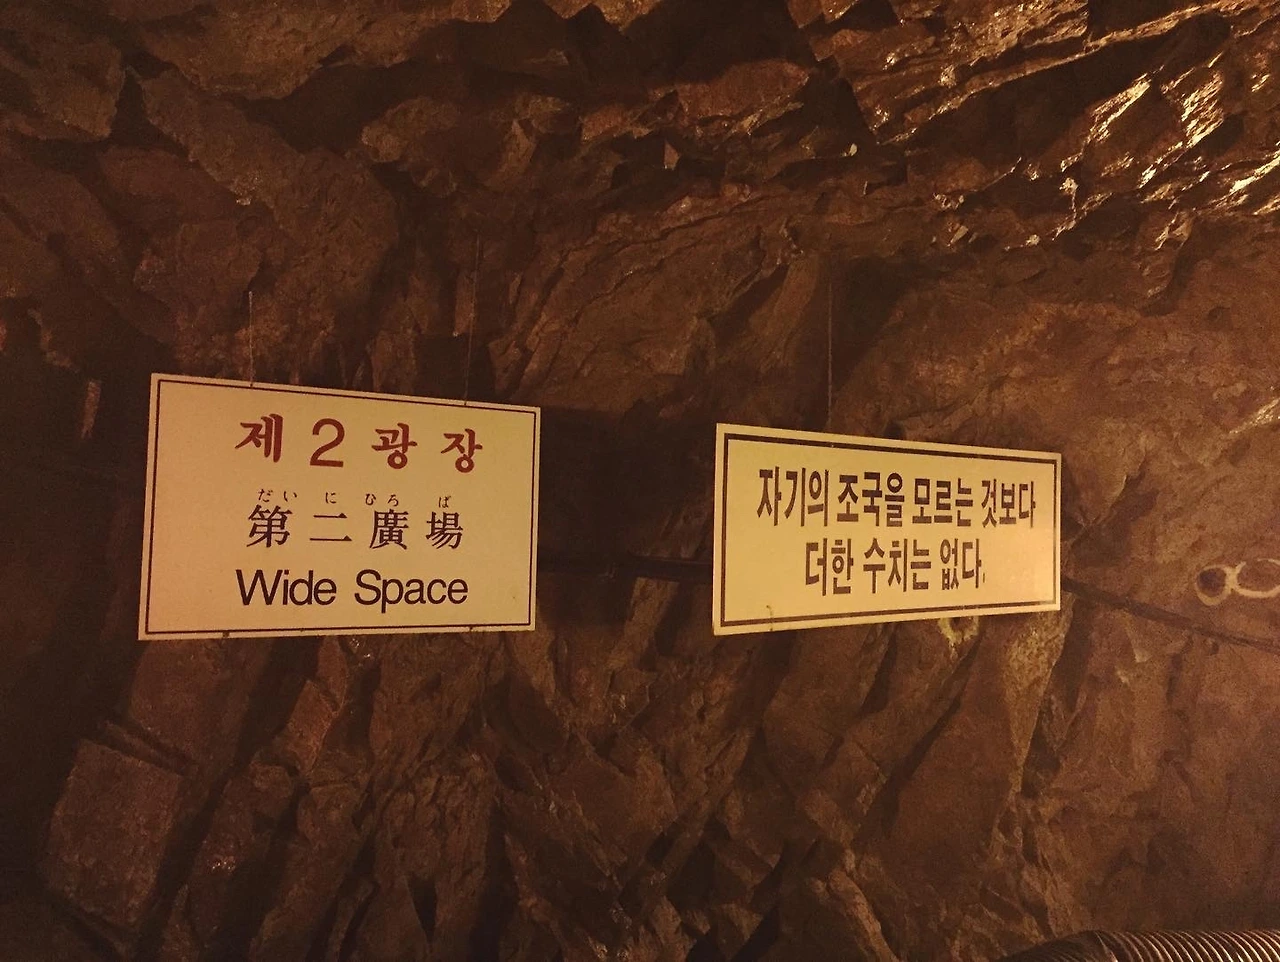 제 2 광 장
だい に ひろ ば
第 二 廣 場
Wide Space
자기의 조국을 모르는 것보다
더한 수치는 없다.